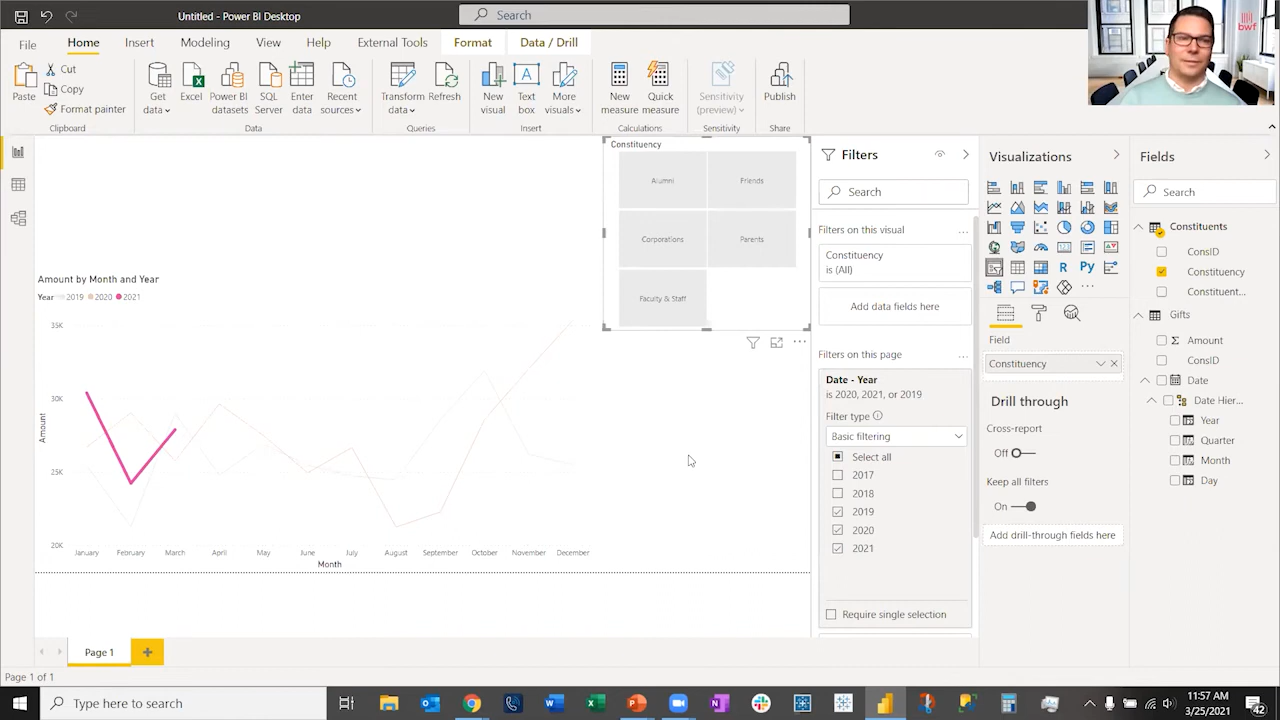 Constituency - Power BI Desktop
Search
bwf
File
Home
Insert
Modeling
View
Help
External Tools
Format
Data / Drill
Paste
Cut
Copy
Format painter
Clipboard
Get data
Excel
Power BI datasets
SQL Server
Enter data
Recent sources
Data
Transform data
Refresh
Queries
New visual
Text box
More visuals
Insert
New measure
Quick measure
Calculations
Sensitivity (preview)
Sensitivity
Publish
Share
Constituency
Alumni
Friends
Corporations
Parents
Faculty & Staff
Amount by Month and Year
Year 2019 2020 2021
35K
30K
25K
20K
Amount
January February March April May June July August September October November December
Month
Filters
Search
Filters on this visual
...
Constituency
is (All)
Add data fields here
Filters on this page
...
Date - Year
is 2020, 2021, or 2019
Filter type
Basic filtering
Select all
2017
2018
2019
2020
2021
Require single selection
Visualizations
R
Py
...
Field
Constituency
Drill through
Cross-report
Off
Keep all filters
On
Add drill-through fields here
Fields
Search
Constituents
ConsID
Constituency
Constituent...
Gifts
Σ Amount
ConsID
Date
Date Hier...
Year
Quarter
Month
Day
Page 1
Page 1 of 1
Type here to search
11:57 AM
3/25/2021
42